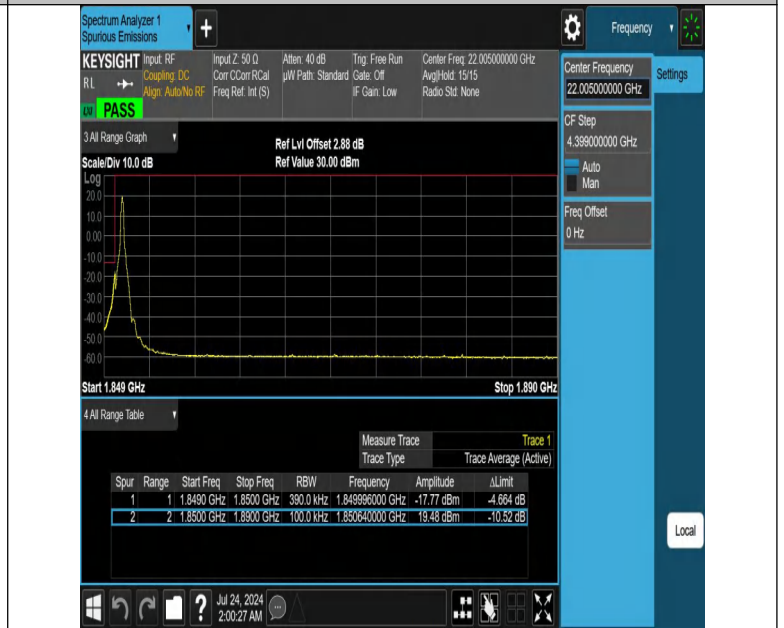 Spectrum Analyzer 1
Spurious Emissions
+
Frequency
KEYSIGHT
Input: RF
Input Z: 50 Ω
Atten: 40 dB
Trig: Free Run
Center Freq: 22.005000000 GHz
RL
Coupling: DC
Corr CCorr RCal
µW Path: Standard
Gate: Off
Avg|Hold: 15/15
Align: Auto/No RF
Freq Ref: Int (S)
IF Gain: Low
Radio Std: None
LXI
PASS
Center Frequency
22.005000000 GHz
Settings
CF Step
4.399000000 GHz
Auto
Man
Freq Offset
0 Hz
3 All Range Graph
Ref Lvl Offset 2.88 dB
Scale/Div 10.0 dB
Ref Value 30.00 dBm
Log
20.0
10.0
0.00
-10.0
-20.0
-30.0
-40.0
-50.0
-60.0
Start 1.849 GHz
Stop 1.890 GHz
4 All Range Table
Measure Trace Trace 1
Trace Type Trace Average (Active)
Spur Range Start Freq Stop Freq RBW Frequency Amplitude ΔLimit
1 1 1.8490 GHz 1.8500 GHz 390.0 kHz 1.849996000 GHz -17.77 dBm -4.664 dB
2 2 1.8500 GHz 1.8900 GHz 100.0 kHz 1.850640000 GHz 19.48 dBm -10.52 dB
Local
?
Jul 24, 2024
2:00:27 AM